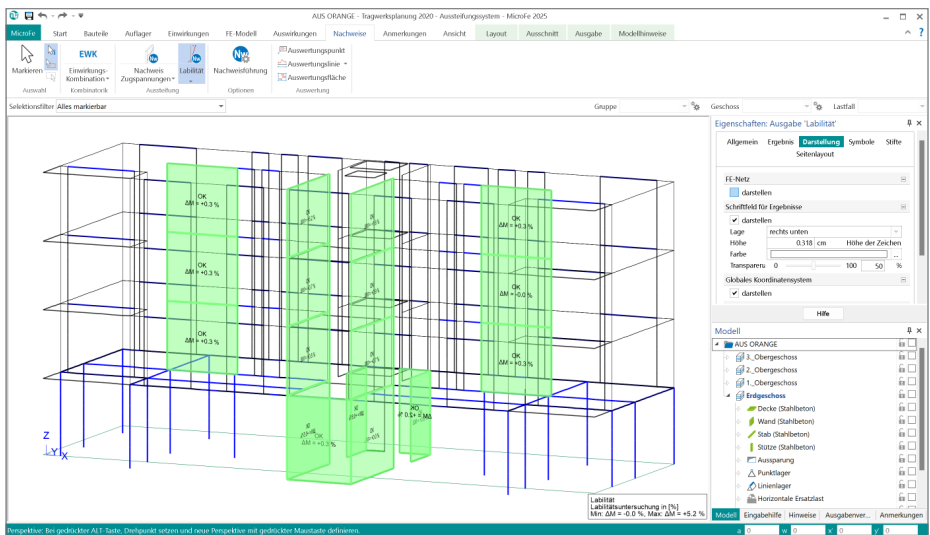 AUS ORANGE - Tragwerksplanung 2020 - Aussteifungssystem - MicroFe 2025
MicroFe Start Bauteile Auflager Einwirkungen FE-Modell Auswirkungen Nachweise Anmerkungen Ansicht Layout Ausschnitt Ausgabe Modellhinweise ?
Markieren
EWK
Einwirkungs-
Kombination
Nachweis
Zugspannungen
Labilität
Nw
Nachweisführung
Auswertungspunkt
Auswertungslinie
Auswertungsfläche
Auswahl Kombinatorik Aussteifung Optionen Auswertung
Selektionsfilter Alles markierbar Gruppe Geschoss Lastfall
OK
ΔM = +0.3 %
OK
ΔM = +0.3 %
OK
ΔM = +0.3 %
OK
ΔM = +0.3 %
OK
ΔM = -0.0 %
OK
ΔM = +0.3 %
OK
ΔM = +0.3 %
OK
Z
Y X
Labilität
Labilitätsuntersuchung in [%]
Min: ΔM = -0.0 %, Max: ΔM = +5.2 %
Eigenschaften: Ausgabe 'Labilität'
Allgemein Ergebnis Darstellung Symbole Stifte
Seitenlayout
FE-Netz
darstellen
Schriftfeld für Ergebnisse
darstellen
Lage rechts unten
Höhe 0.318 cm Höhe der Zeichen
Farbe ...
Transparenz 0 100 50 %
Globales Koordinatensystem
darstellen
Hilfe
Modell
AUS ORANGE
3._Obergeschoss
2._Obergeschoss
1._Obergeschoss
Erdgeschoss
Decke (Stahlbeton)
Wand (Stahlbeton)
Stab (Stahlbeton)
Stütze (Stahlbeton)
Aussparung
Punktlager
Linienlager
Horizontale Ersatzlast
Modell Eingabehilfe Hinweise Ausgabenver... Anmerkungen
Perspektive: Bei gedrückter ALT-Taste, Drehpunkt setzen und neue Perspektive mit gedrückter Maustaste definieren.
a 0 w 0 x' 0 y' 0